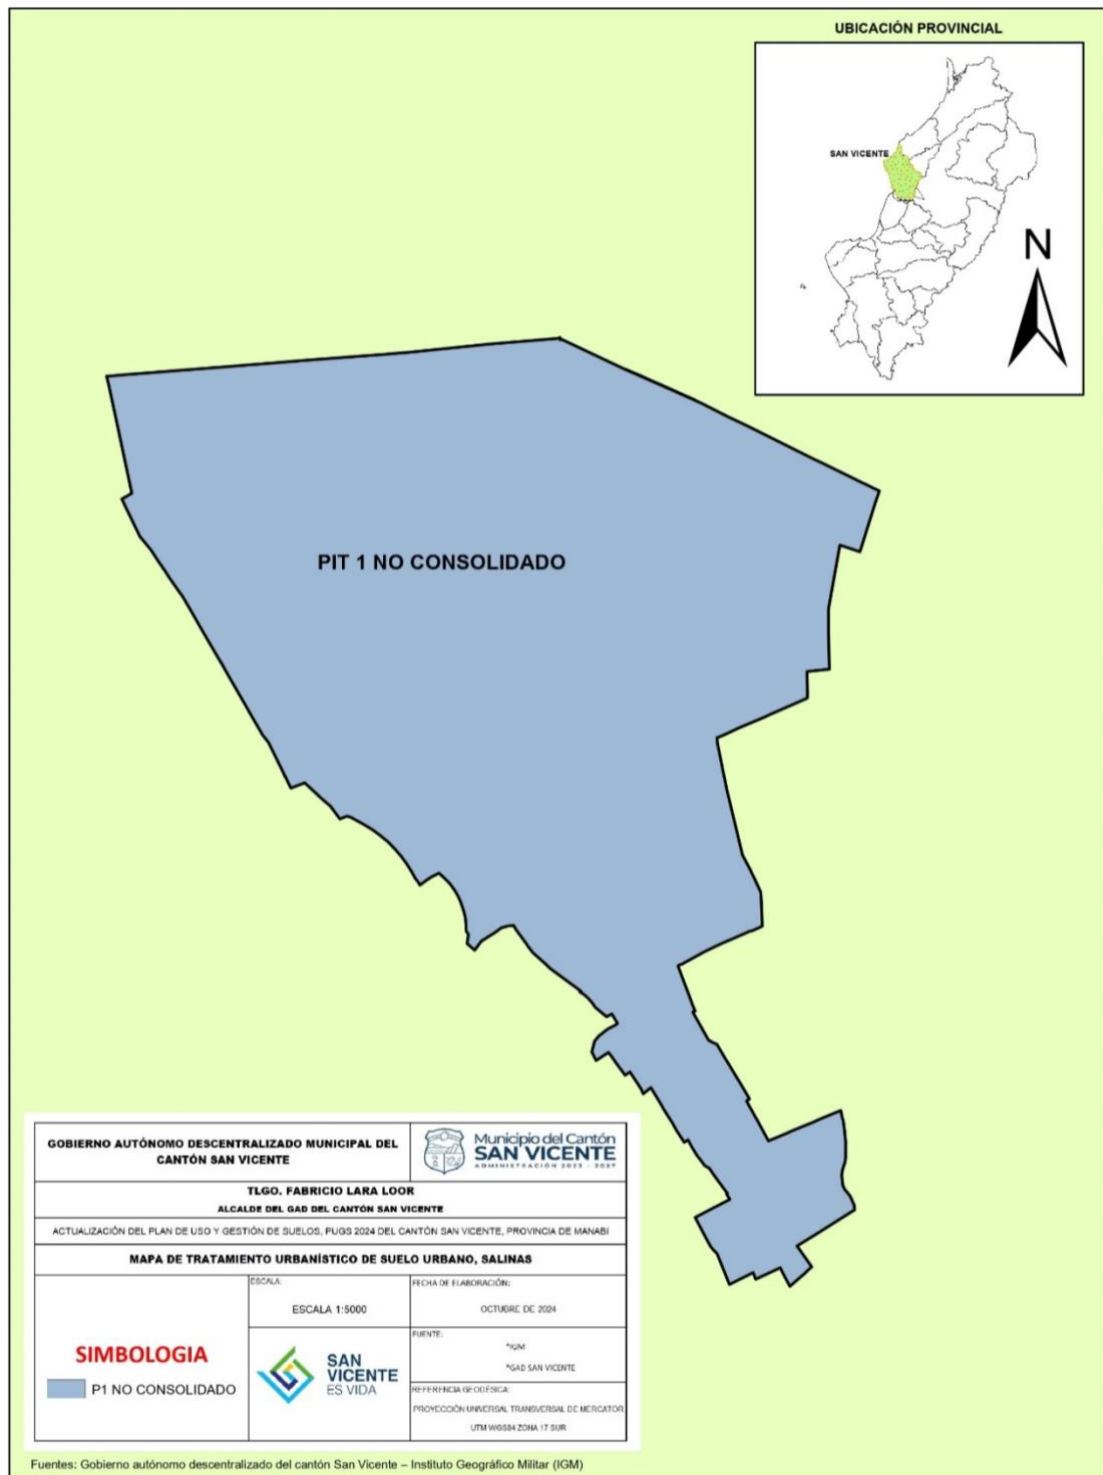 UBICACIÓN PROVINCIAL
SAN VICENTE
N
PIT 1 NO CONSOLIDADO
GOBIERNO AUTÓNOMO DESCENTRALIZADO MUNICIPAL DEL
CANTÓN SAN VICENTE
Municipio del Cantón
SAN VICENTE
ADMINISTRACIÓN 2023 - 2027
TLGO. FABRICIO LARA LOOR
ALCALDE DEL GAD DEL CANTÓN SAN VICENTE
ACTUALIZACIÓN DEL PLAN DE USO Y GESTIÓN DE SUELOS, PUGS 2024 DEL CANTÓN SAN VICENTE, PROVINCIA DE MANABÍ
MAPA DE TRATAMIENTO URBANÍSTICO DE SUELO URBANO, SALINAS
SIMBOLOGIA
P1 NO CONSOLIDADO
ESCALA:
ESCALA 1:5000
SAN
VICENTE
ES VIDA
FECHA DE ELABORACIÓN:
OCTUBRE DE 2024
FUENTE:
*IGM
*GAD SAN VICENTE
REFERENCIA GEODÉSICA:
PROYECCIÓN UNIVERSAL TRANSVERSAL DE MERCATOR
UTM WGS84 ZONA 17 SUR
Fuentes: Gobierno autónomo descentralizado del cantón San Vicente – Instituto Geográfico Militar (IGM)